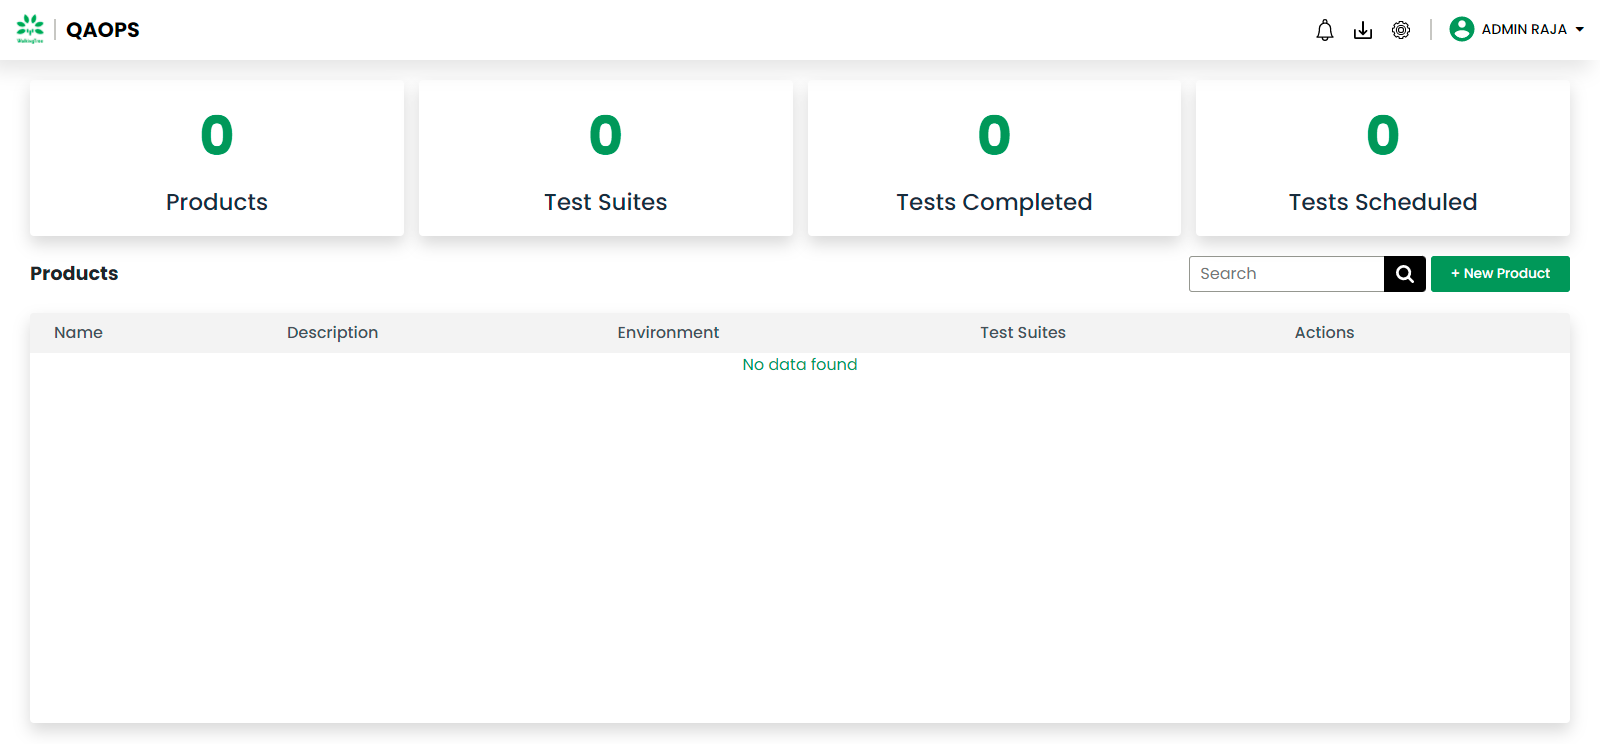 WalkingTree
QAOPS
ADMIN RAJA
0
Products
0
Test Suites
0
Tests Completed
0
Tests Scheduled
Products
Search
+ New Product
Name Description Environment Test Suites Actions
No data found